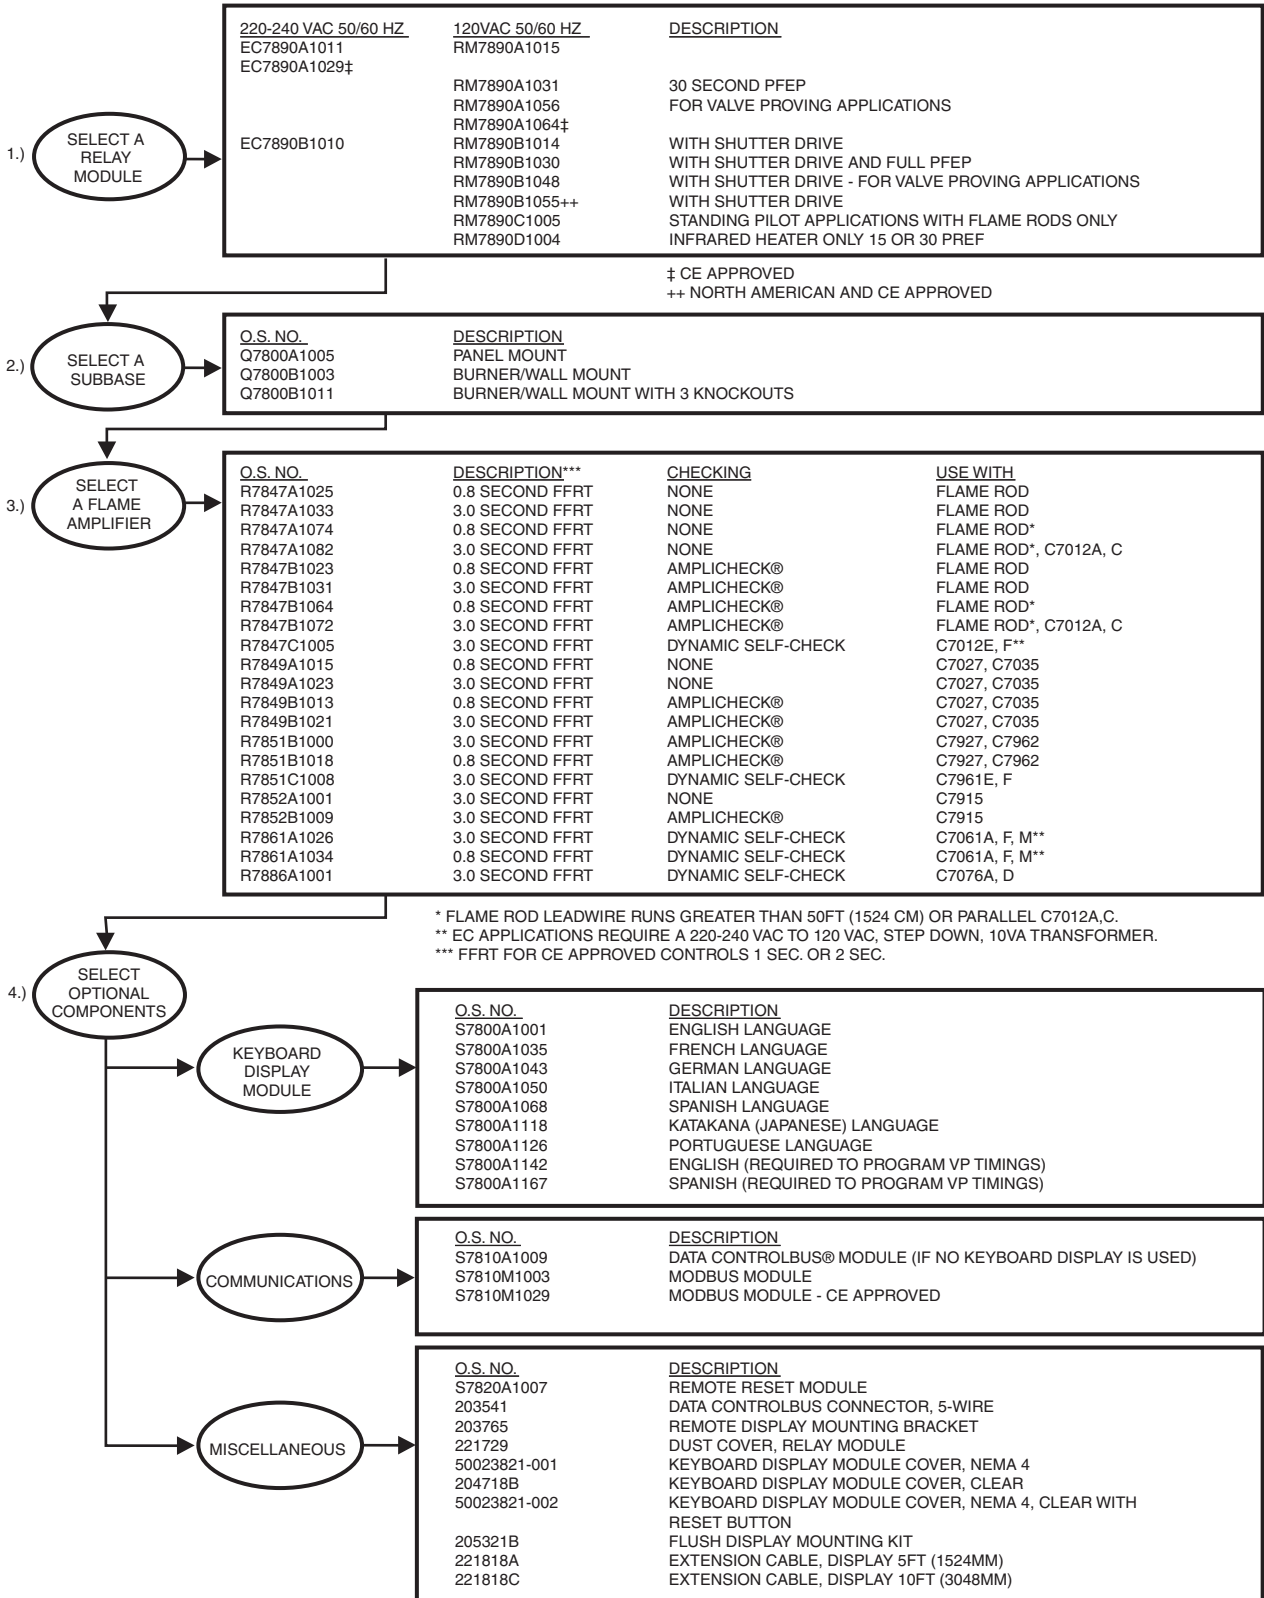 220-240 VAC 50/60 HZ 120VAC 50/60 HZ DESCRIPTION
EC7890A1011 RM7890A1015
EC7890A1029‡
RM7890A1031 30 SECOND PFEP
RM7890A1056 FOR VALVE PROVING APPLICATIONS
RM7890A1064‡
1.) SELECT A RELAY MODULE
EC7890B1010 RM7890B1014 WITH SHUTTER DRIVE
RM7890B1030 WITH SHUTTER DRIVE AND FULL PFEP
RM7890B1048 WITH SHUTTER DRIVE - FOR VALVE PROVING APPLICATIONS
RM7890B1055++ WITH SHUTTER DRIVE
RM7890C1005 STANDING PILOT APPLICATIONS WITH FLAME RODS ONLY
RM7890D1004 INFRARED HEATER ONLY 15 OR 30 PREF
‡ CE APPROVED
++ NORTH AMERICAN AND CE APPROVED
2.) SELECT A SUBBASE
O.S. NO. DESCRIPTION
Q7800A1005 PANEL MOUNT
Q7800B1003 BURNER/WALL MOUNT
Q7800B1011 BURNER/WALL MOUNT WITH 3 KNOCKOUTS
3.) SELECT A FLAME AMPLIFIER
O.S. NO. DESCRIPTION*** CHECKING USE WITH
R7847A1025 0.8 SECOND FFRT NONE FLAME ROD
R7847A1033 3.0 SECOND FFRT NONE FLAME ROD
R7847A1074 0.8 SECOND FFRT NONE FLAME ROD*
R7847A1082 3.0 SECOND FFRT NONE FLAME ROD*, C7012A, C
R7847B1023 0.8 SECOND FFRT AMPLICHECK® FLAME ROD
R7847B1031 3.0 SECOND FFRT AMPLICHECK® FLAME ROD
R7847B1064 0.8 SECOND FFRT AMPLICHECK® FLAME ROD*
R7847B1072 3.0 SECOND FFRT AMPLICHECK® FLAME ROD*, C7012A, C
R7847C1005 3.0 SECOND FFRT DYNAMIC SELF-CHECK C7012E, F**
R7849A1015 0.8 SECOND FFRT NONE C7027, C7035
R7849A1023 3.0 SECOND FFRT NONE C7027, C7035
R7849B1013 0.8 SECOND FFRT AMPLICHECK® C7027, C7035
R7849B1021 3.0 SECOND FFRT AMPLICHECK® C7027, C7035
R7851B1000 3.0 SECOND FFRT AMPLICHECK® C7927, C7962
R7851B1018 0.8 SECOND FFRT AMPLICHECK® C7927, C7962
R7851C1008 3.0 SECOND FFRT DYNAMIC SELF-CHECK C7961E, F
R7852A1001 3.0 SECOND FFRT NONE C7915
R7852B1009 3.0 SECOND FFRT AMPLICHECK® C7915
R7861A1026 3.0 SECOND FFRT DYNAMIC SELF-CHECK C7061A, F, M**
R7861A1034 0.8 SECOND FFRT DYNAMIC SELF-CHECK C7061A, F, M**
R7886A1001 3.0 SECOND FFRT DYNAMIC SELF-CHECK C7076A, D
* FLAME ROD LEADWIRE RUNS GREATER THAN 50FT (1524 CM) OR PARALLEL C7012A,C.
** EC APPLICATIONS REQUIRE A 220-240 VAC TO 120 VAC, STEP DOWN, 10VA TRANSFORMER.
*** FFRT FOR CE APPROVED CONTROLS 1 SEC. OR 2 SEC.
4.) SELECT OPTIONAL COMPONENTS
KEYBOARD DISPLAY MODULE
O.S. NO. DESCRIPTION
S7800A1001 ENGLISH LANGUAGE
S7800A1035 FRENCH LANGUAGE
S7800A1043 GERMAN LANGUAGE
S7800A1050 ITALIAN LANGUAGE
S7800A1068 SPANISH LANGUAGE
S7800A1118 KATAKANA (JAPANESE) LANGUAGE
S7800A1126 PORTUGUESE LANGUAGE
S7800A1142 ENGLISH (REQUIRED TO PROGRAM VP TIMINGS)
S7800A1167 SPANISH (REQUIRED TO PROGRAM VP TIMINGS)
COMMUNICATIONS
O.S. NO. DESCRIPTION
S7810A1009 DATA CONTROLBUS® MODULE (IF NO KEYBOARD DISPLAY IS USED)
S7810M1003 MODBUS MODULE
S7810M1029 MODBUS MODULE - CE APPROVED
MISCELLANEOUS
O.S. NO. DESCRIPTION
S7820A1007 REMOTE RESET MODULE
203541 DATA CONTROLBUS CONNECTOR, 5-WIRE
203765 REMOTE DISPLAY MOUNTING BRACKET
221729 DUST COVER, RELAY MODULE
50023821-001 KEYBOARD DISPLAY MODULE COVER, NEMA 4
204718B KEYBOARD DISPLAY MODULE COVER, CLEAR
50023821-002 KEYBOARD DISPLAY MODULE COVER, NEMA 4, CLEAR WITH
RESET BUTTON
205321B FLUSH DISPLAY MOUNTING KIT
221818A EXTENSION CABLE, DISPLAY 5FT (1524MM)
221818C EXTENSION CABLE, DISPLAY 10FT (3048MM)